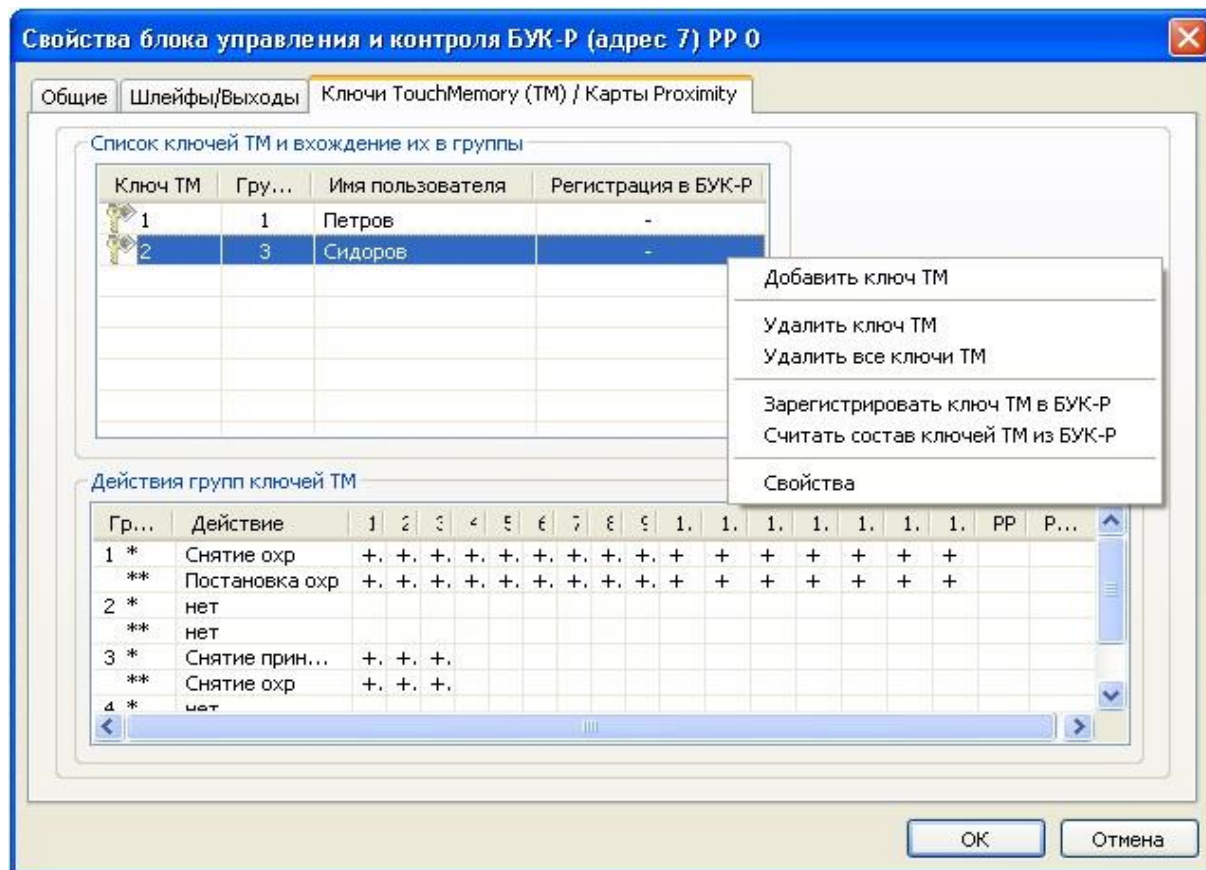 Свойства блока управления и контроля БУК-Р (адрес 7) РР 0
Общие Шлейфы/Выходы Ключи TouchMemory (TM) / Карты Proximity
Список ключей ТМ и вхождение их в группы
Ключ ТМ Гру... Имя пользователя Регистрация в БУК-Р
1 1 Петров -
2 3 Сидоров -
Добавить ключ ТМ
Удалить ключ ТМ
Удалить все ключи ТМ
Зарегистрировать ключ ТМ в БУК-Р
Считать состав ключей ТМ из БУК-Р
Свойства
Действия групп ключей ТМ
Гр... Действие 1 2 3 4 5 6 7 8 9 1. 1. 1. 1. 1. 1. 1. РР Р...
1 * Снятие охр +. +. +. +. +. +. +. +. +. + + + + + + +
** Постановка охр +. +. +. +. +. +. +. +. +. + + + + + + +
2 * нет
** нет
3 * Снятие прин... +. +. +.
** Снятие охр +. +. +.
4 * нет
ОК Отмена